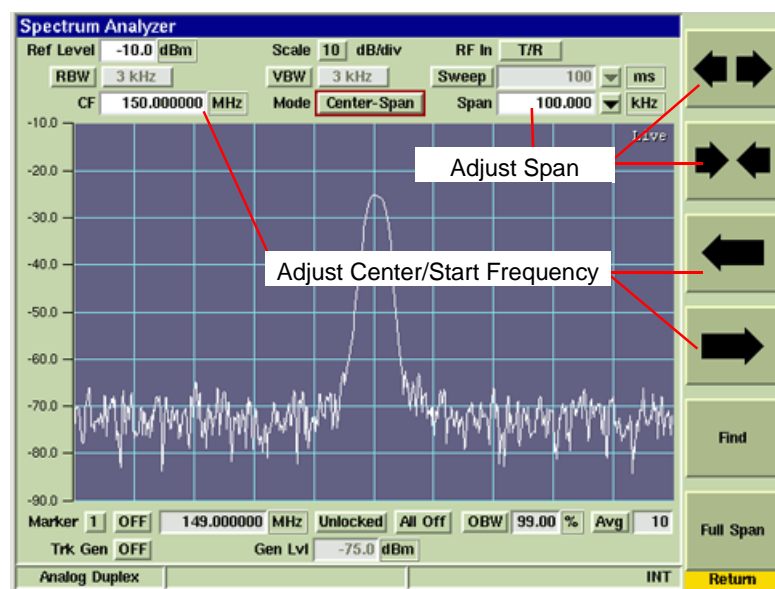 Spectrum Analyzer
Ref Level -10.0 dBm Scale 10 dB/div RF In T/R
RBW 3 kHz VBW 3 kHz Sweep 100 ms
CF 150.000000 MHz Mode Center-Span Span 100.000 kHz
-10.0
Live
Adjust Span
-20.0
-30.0
-40.0
Adjust Center/Start Frequency
-50.0
-60.0
-70.0
-80.0
-90.0
Marker 1 OFF 149.000000 MHz Unlocked All Off OBW 99.00 % Avg 10
Trk Gen OFF Gen Lvl -75.0 dBm
Analog Duplex INT
Find
Full Span
Return